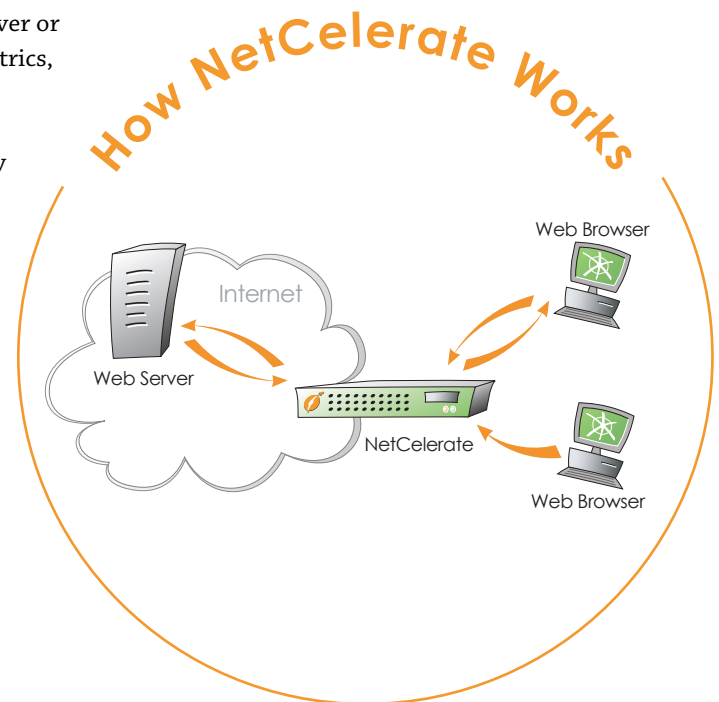 ver or
trics,
y
How NetCelerate Works
Web Browser
Internet
Web Server
NetCelerate
Web Browser